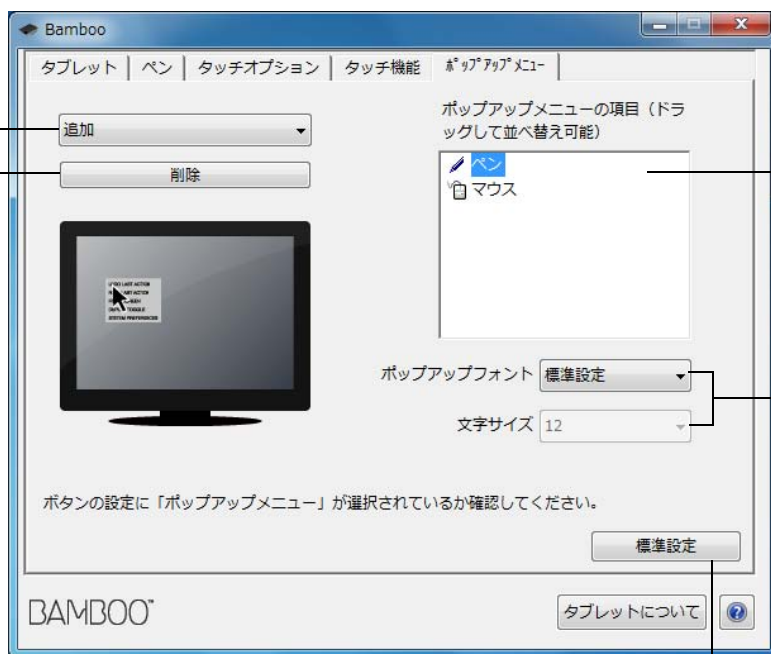 Bamboo
タブレット ペン タッチオプション タッチ機能 ポップアップメニュー
追加
削除
ポップアップメニューの項目（ドラ
ッグして並べ替え可能）
ペン
マウス
ポップアップフォント 標準設定
文字サイズ 12
ボタンの設定に「ポップアップメニュー」が選択されているか確認してください。
標準設定
BAMBOO™
タブレットについて